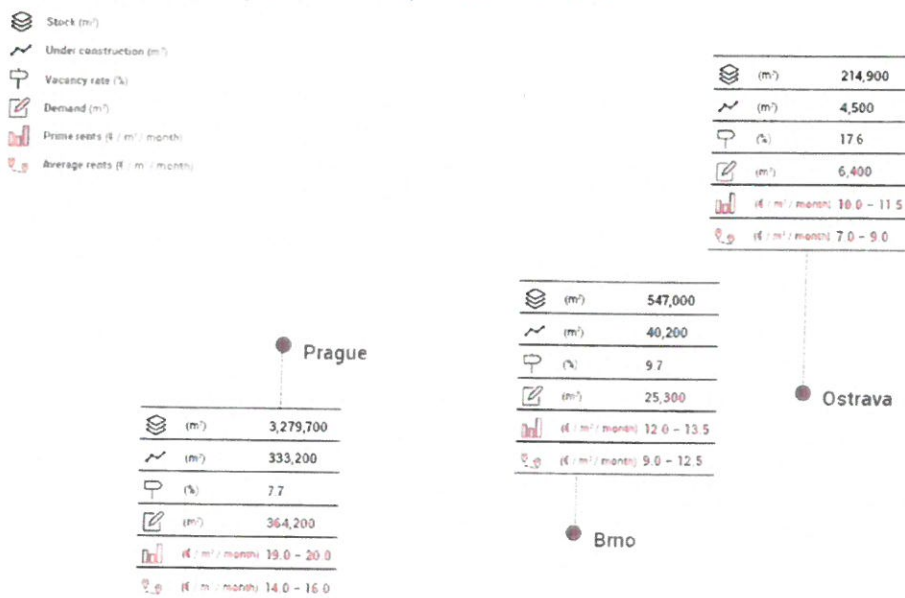 Stock (m²)
Under construction (m²)
Vacancy rate (%)
Demand (m²)
Prime rents (€ / m² / month)
Average rents (€ / m² / month)
(m²) 214,900
(m²) 4,500
(%) 17.6
(m²) 6,400
(€ / m² / month) 10.0 – 11.5
(€ / m² / month) 7.0 – 9.0
Ostrava
(m²) 547,000
(m²) 40,200
(%) 9.7
(m²) 25,300
(€ / m² / month) 12.0 – 13.5
(€ / m² / month) 9.0 – 12.5
Brno
Prague
(m²) 3,279,700
(m²) 333,200
(%) 7.7
(m²) 364,200
(€ / m² / month) 19.0 – 20.0
(€ / m² / month) 14.0 – 16.0